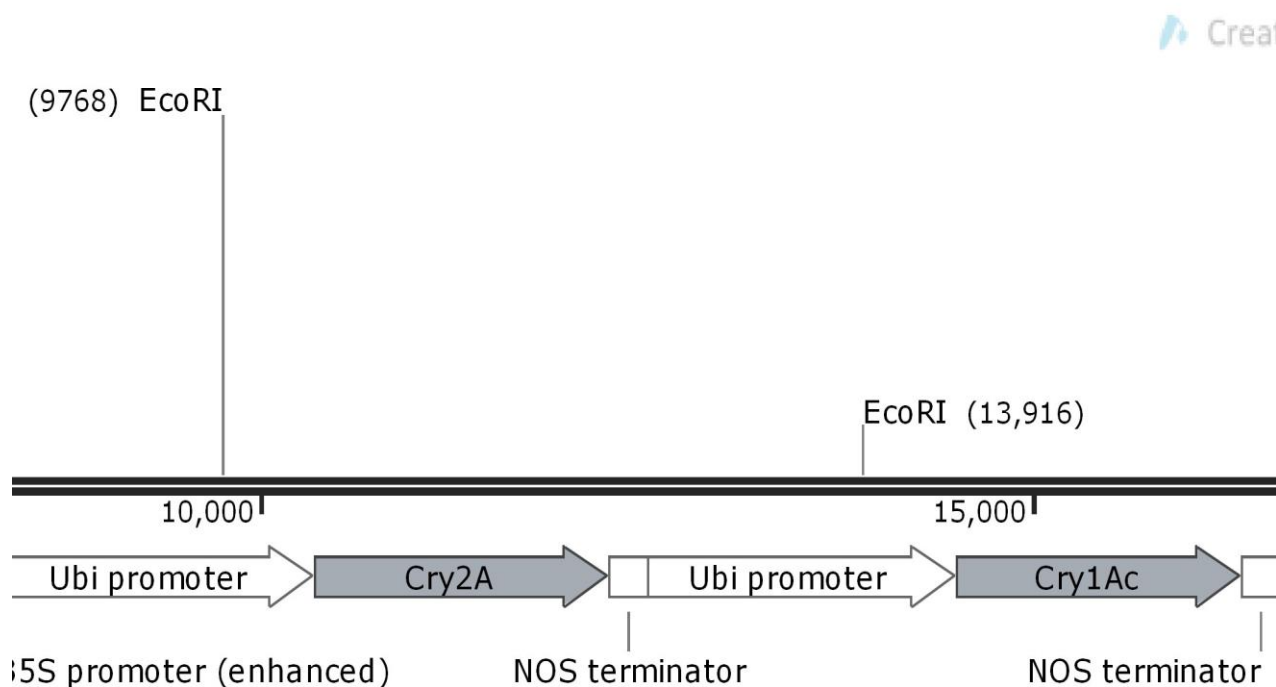 Creat
(9768) EcoRI
EcoRI (13,916)
10,000
15,000
Ubi promoter
Cry2A
Ubi promoter
Cry1Ac
35S promoter (enhanced)
NOS terminator
NOS terminator